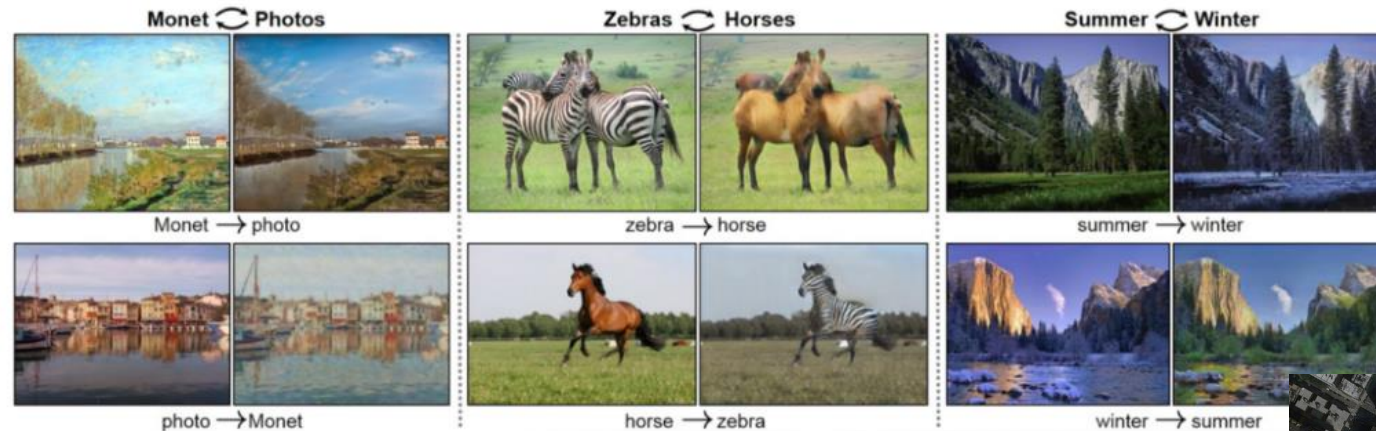 Monet Photos
Zebras Horses
Summer Winter
Monet → photo
zebra → horse
summer → winter
photo → Monet
horse → zebra
winter → summer